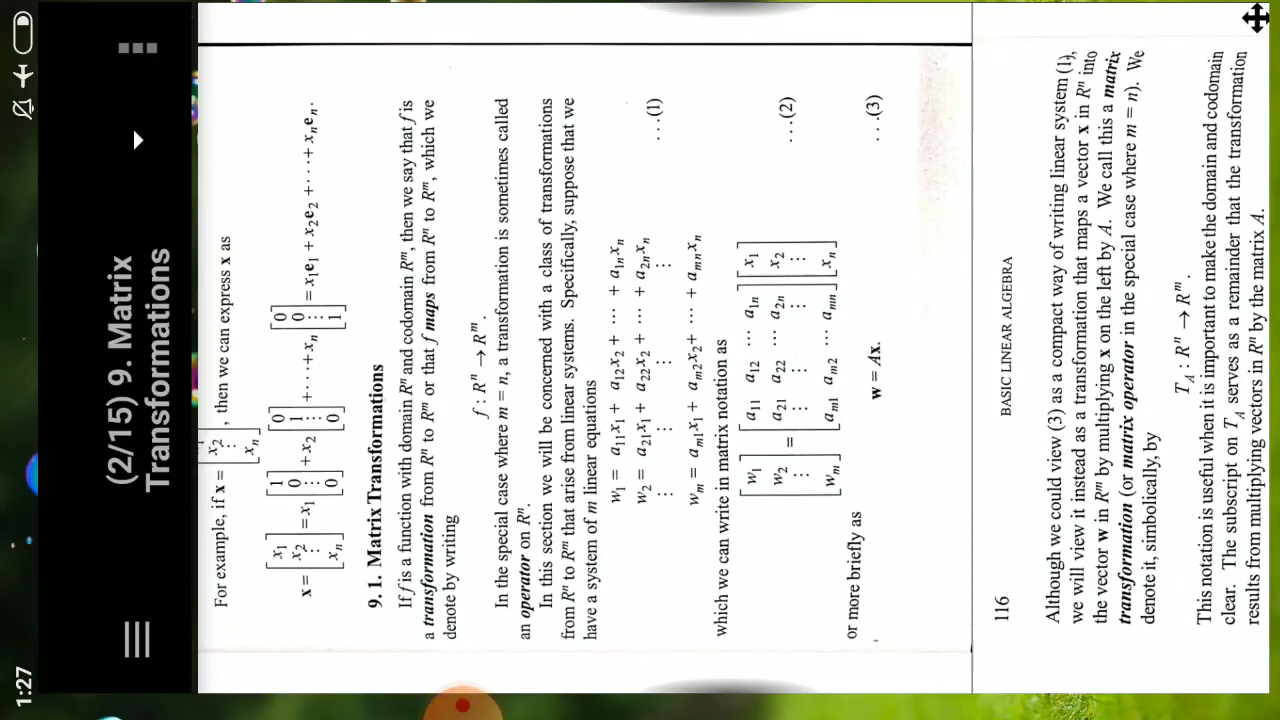 1:27
(2/15) 9. Matrix
Transformations
For example, if x = [x₂ ⋮ xₙ], then we can express x as
x = [x₁ x₂ ⋮ xₙ] = x₁ [1 0 ⋮ 0] + x₂ [0 1 ⋮ 0] + ⋯ + xₙ [0 0 ⋮ 1] = x₁e₁ + x₂e₂ + ⋯ + xₙeₙ.
9. 1. Matrix Transformations
If f is a function with domain Rⁿ and codomain Rᵐ, then we say that f is
a transformation from Rⁿ to Rᵐ or that f maps from Rⁿ to Rᵐ, which we
denote by writing
f : Rⁿ → Rᵐ.
In the special case where m = n, a transformation is sometimes called
an operator on Rⁿ.
In this section we will be concerned with a class of transformations
from Rⁿ to Rᵐ that arise from linear systems. Specifically, suppose that we
have a system of m linear equations
w₁ = a₁₁x₁ + a₁₂x₂ + ⋯ + a₁ₙxₙ
w₂ = a₂₁x₁ + a₂₂x₂ + ⋯ + a₂ₙxₙ ...(1)
⋮ ⋮ ⋮
wₘ = aₘ₁x₁ + aₘ₂x₂ + ⋯ + aₘₙxₙ
which we can write in matrix notation as
[w₁] [a₁₁ a₁₂ ⋯ a₁ₙ] [x₁]
[w₂] = [a₂₁ a₂₂ ⋯ a₂ₙ] [x₂] ...(2)
[⋮] [⋮ ⋮ ⋮] [⋮]
[wₘ] [aₘ₁ aₘ₂ ⋯ aₘₙ] [xₙ]
or more briefly as
w = Ax. ...(3)
116 BASIC LINEAR ALGEBRA
Although we could view (3) as a compact way of writing linear system (1),
we will view it instead as a transformation that maps a vector x in Rⁿ into
the vector w in Rᵐ by multiplying x on the left by A. We call this a matrix
transformation (or matrix operator in the special case where m = n). We
denote it, simbolically, by
T_A : Rⁿ → Rᵐ.
This notation is useful when it is important to make the domain and codomain
clear. The subscript on T_A serves as a remainder that the transformation
results from multiplying vectors in Rⁿ by the matrix A.